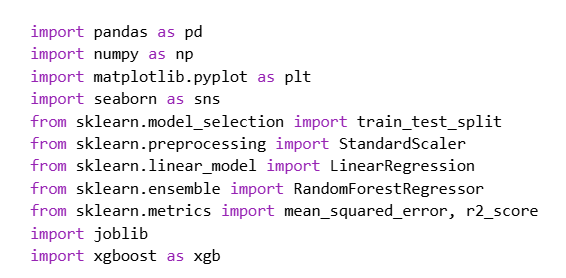 import pandas as pd
import numpy as np
import matplotlib.pyplot as plt
import seaborn as sns
from sklearn.model_selection import train_test_split
from sklearn.preprocessing import StandardScaler
from sklearn.linear_model import LinearRegression
from sklearn.ensemble import RandomForestRegressor
from sklearn.metrics import mean_squared_error, r2_score
import joblib
import xgboost as xgb